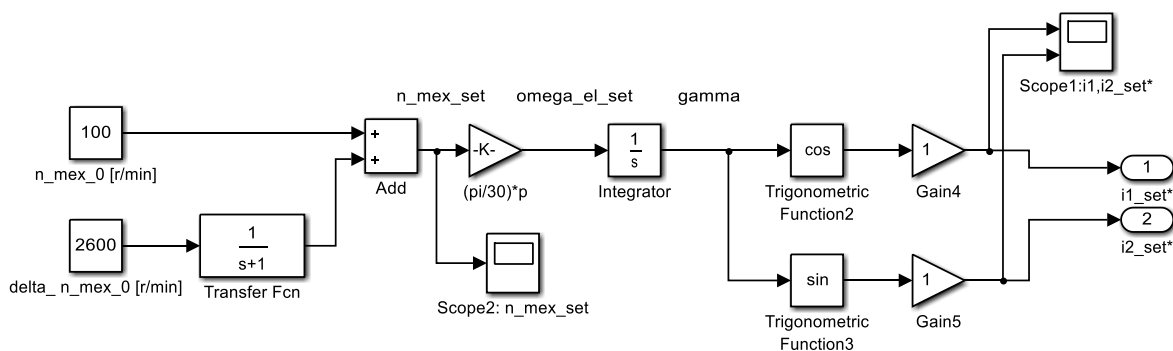 Scope1:i1,i2_set*
n_mex_set
omega_el_set
gamma
100
n_mex_0 [r/min]
+
+
Add
-K-
(pi/30)*p
1
s
Integrator
cos
Trigonometric
Function2
1
Gain4
1
i1_set*
2
i2_set*
2600
delta_ n_mex_0 [r/min]
1
s+1
Transfer Fcn
Scope2: n_mex_set
sin
Trigonometric
Function3
1
Gain5